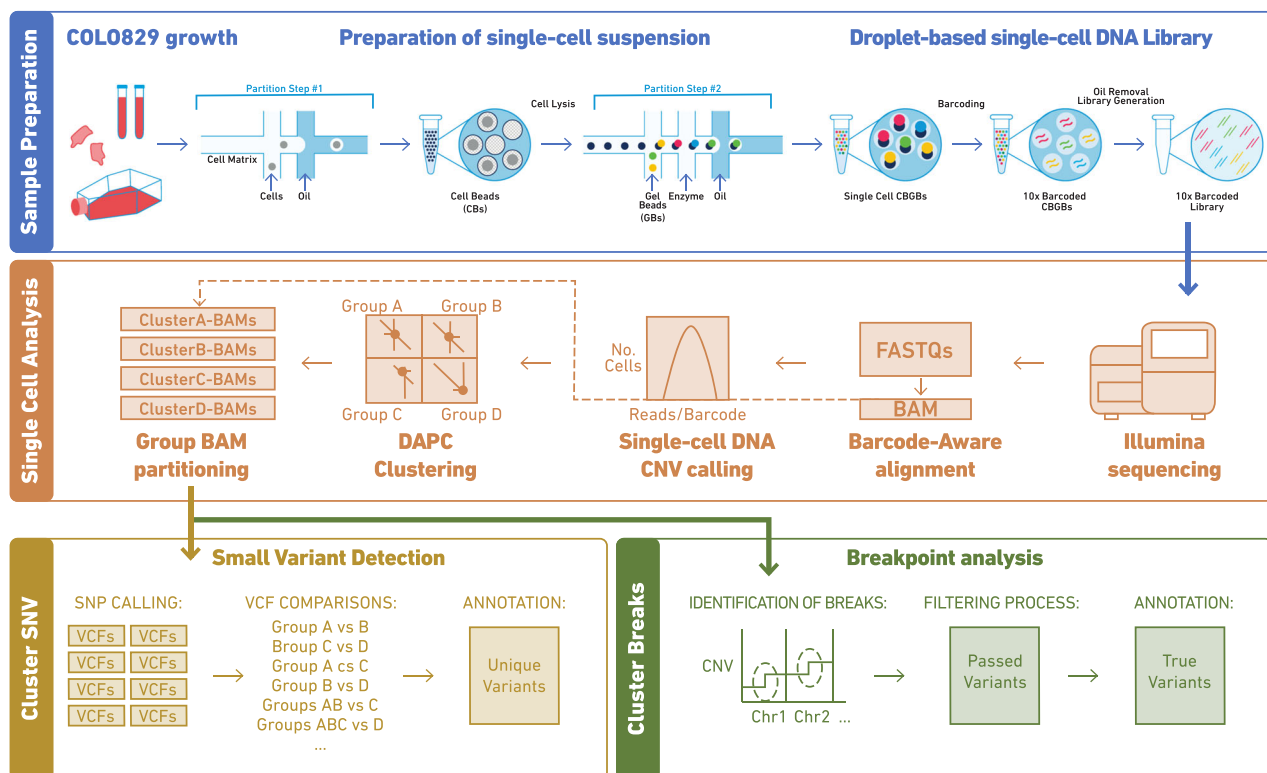 Sample Preparation
COLO829 growth
Preparation of single-cell suspension
Droplet-based single-cell DNA Library
Partition Step #1
Cell Matrix
Cells
Oil
Cell Beads
(CBs)
Cell Lysis
Partition Step #2
Gel
Beads
(GBs)
Enzyme
Oil
Single Cell CBGBs
Barcoding
10x Barcoded
CBGBs
Oil Removal
Library Generation
10x Barcoded
Library
Single Cell Analysis
ClusterA-BAMs
ClusterB-BAMs
ClusterC-BAMs
ClusterD-BAMs
Group BAM
partitioning
Group A
Group B
Group C
Group D
DAPC
Clustering
No.
Cells
Reads/Barcode
Single-cell DNA
CNV calling
FASTQs
BAM
Barcode-Aware
alignment
Illumina
sequencing
Cluster SNV
Small Variant Detection
SNP CALLING:
VCFs VCFs
VCFs VCFs
VCFs VCFs
VCFs VCFs
VCF COMPARISONS:
Group A vs B
Broup C vs D
Group A cs C
Group B vs D
Groups AB vs C
Groups ABC vs D
...
ANNOTATION:
Unique
Variants
Cluster Breaks
Breakpoint analysis
IDENTIFICATION OF BREAKS:
CNV
Chr1 Chr2 ...
FILTERING PROCESS:
Passed
Variants
ANNOTATION:
True
Variants